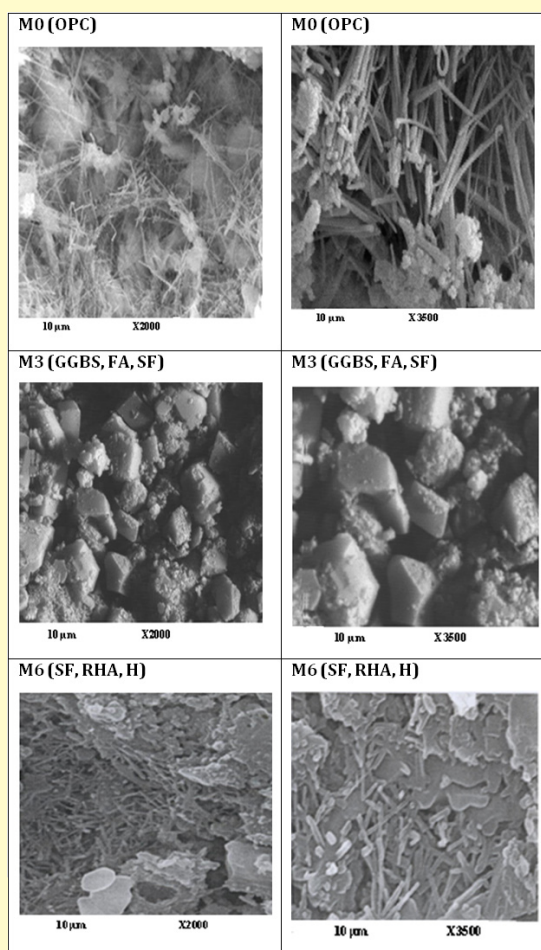 M0 (OPC)
M0 (OPC)
10 µm X2000
10 µm X3500
M3 (GGBS, FA, SF)
M3 (GGBS, FA, SF)
10 µm X2000
10 µm X3500
M6 (SF, RHA, H)
M6 (SF, RHA, H)
10 µm X2000
10 µm X3500